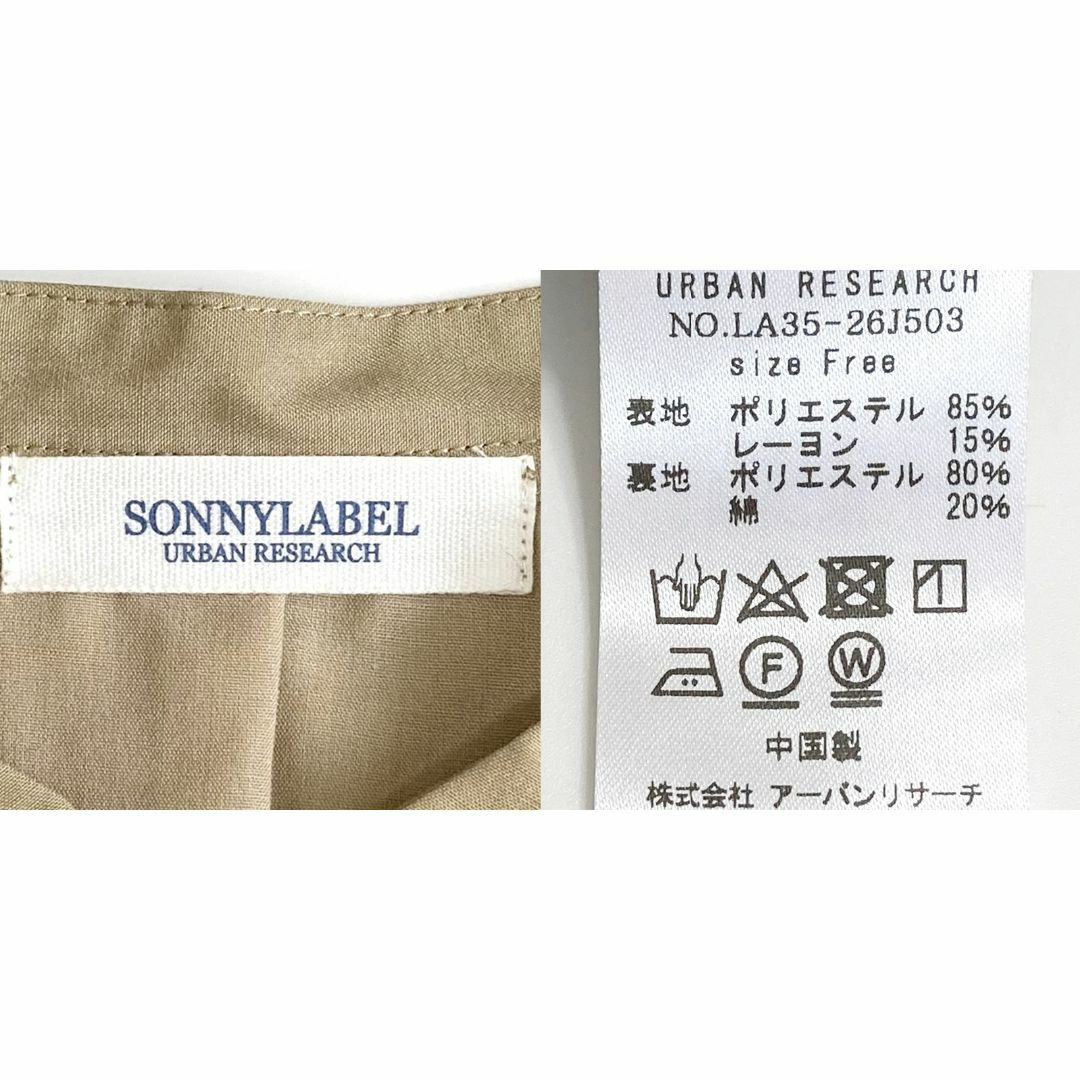 SONNYLABEL
URBAN RESEARCH
URBAN RESEARCH
NO.LA35-26J503
size Free
表地 ポリエステル 85%
レーヨン 15%
裏地 ポリエステル 80%
綿 20%
F
W
中国製
株式会社 アーバンリサーチ